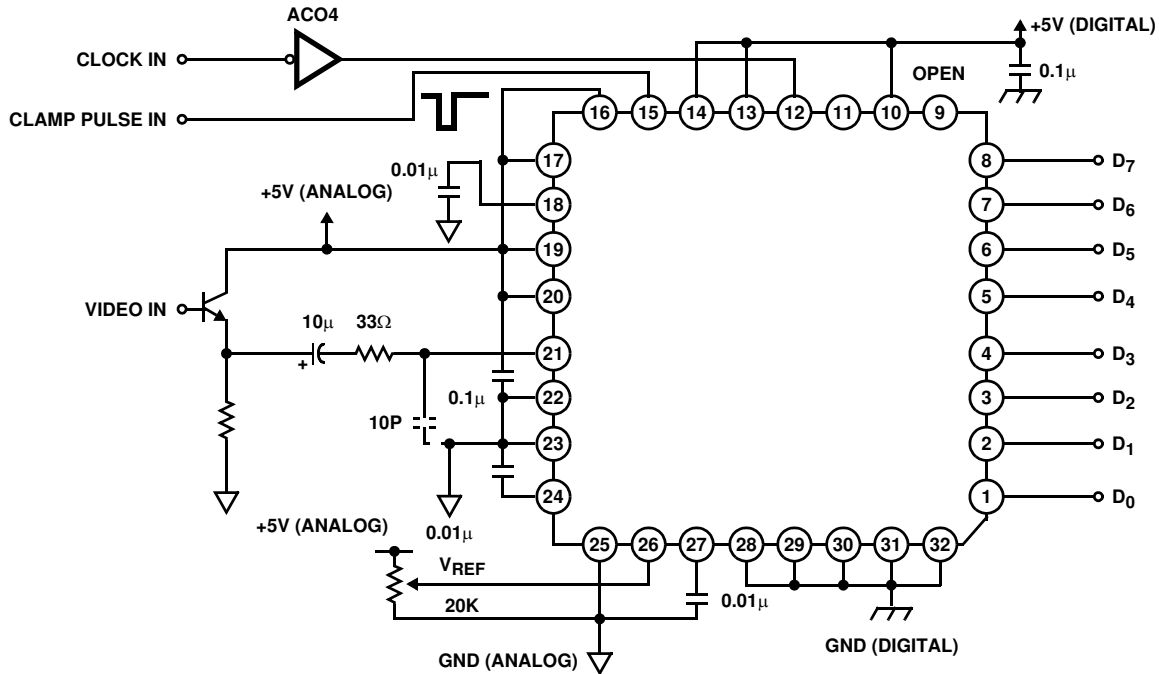 ACO4
+5V (DIGITAL)
CLOCK IN
OPEN
0.1μ
CLAMP PULSE IN
16 15 14 13 12 11 10 9
17
8 D7
0.01μ
+5V (ANALOG)
18
7 D6
19
6 D5
20
5 D4
VIDEO IN
10μ 33Ω
+
21
4 D3
0.1μ
22
3 D2
10P
23
2 D1
24
1 D0
+5V (ANALOG)
0.01μ
25 26 27 28 29 30 31 32
VREF
20K
0.01μ
GND (ANALOG)
GND (DIGITAL)